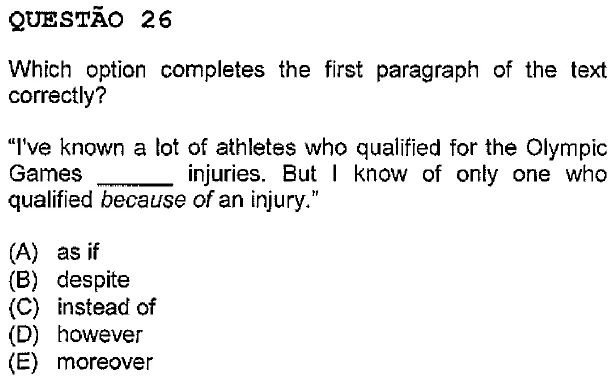 QUESTÃO 26
Which option completes the first paragraph of the text
correctly?
"I've known a lot of athletes who qualified for the Olympic
Games ______ injuries. But I know of only one who
qualified because of an injury."
(A) as if
(B) despite
(C) instead of
(D) however
(E) moreover